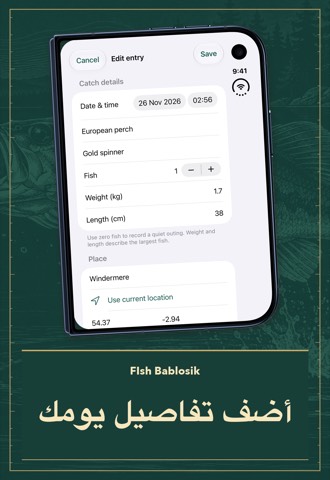 Cancel
Edit entry
Save
9:41
Catch details
Date & time
26 Nov 2026
02:56
European perch
Gold spinner
Fish
1
−
+
Weight (kg)
1.7
Length (cm)
38
Use zero fish to record a quiet outing. Weight and
length describe the largest fish.
Place
Windermere
Use current location
54.37
-2.94
FIsh Bablosik
أضف تفاصيل يومك